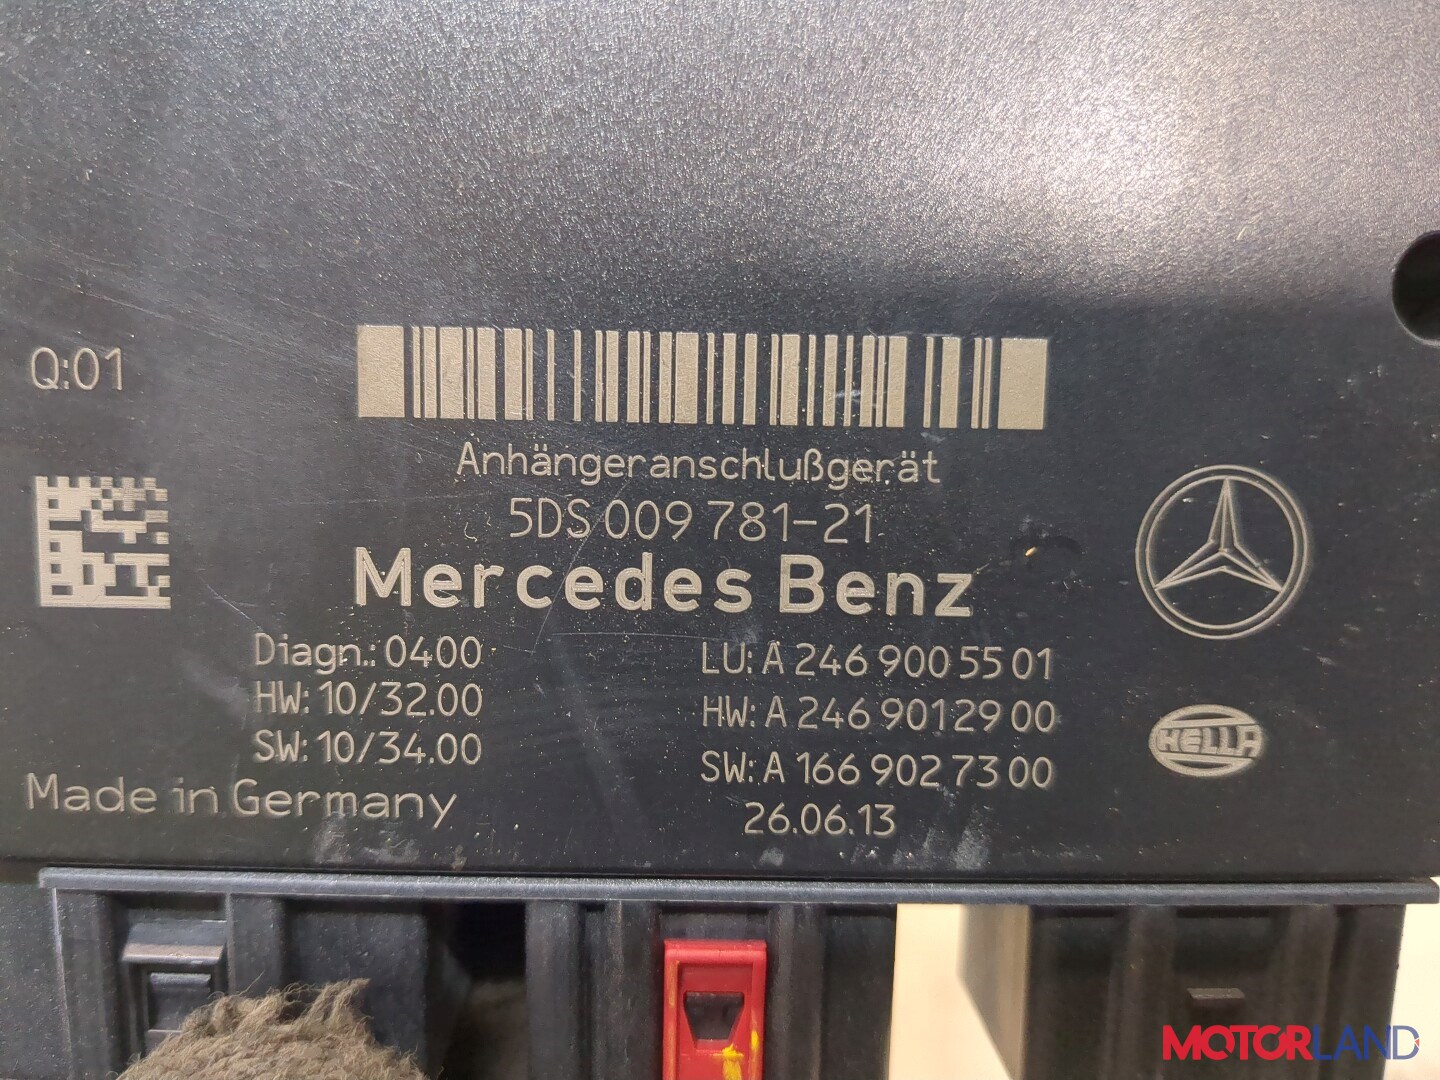 Q:01
Anhängeranschlußgerät
5DS 009 781-21
Mercedes Benz
Diagn.: 0400
HW: 10/32.00
SW: 10/34.00
LU: A 246 900 55 01
HW: A 246 901 29 00
SW: A 166 902 73 00
26.06.13
Made in Germany
HELLA
MOTORLAND